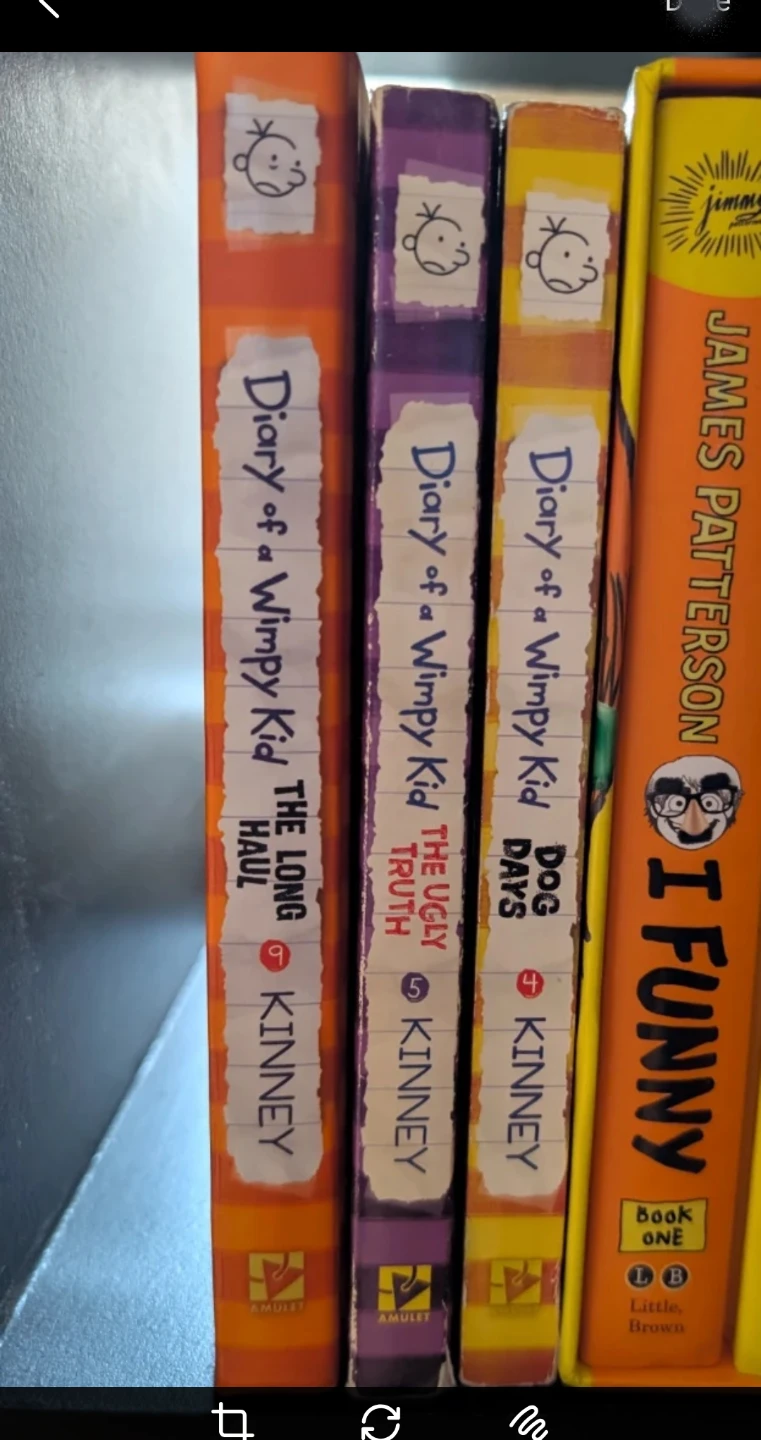 Diary of a Wimpy Kid
THE LONG
HAUL
9
KINNEY
AMULET
Diary of a Wimpy Kid
THE UGLY
TRUTH
5
KINNEY
AMULET
Diary of a Wimpy Kid
DOG
DAYS
4
KINNEY
jimmy
JAMES PATTERSON
I FUNNY
BOOK
ONE
L B
Little,
Brown